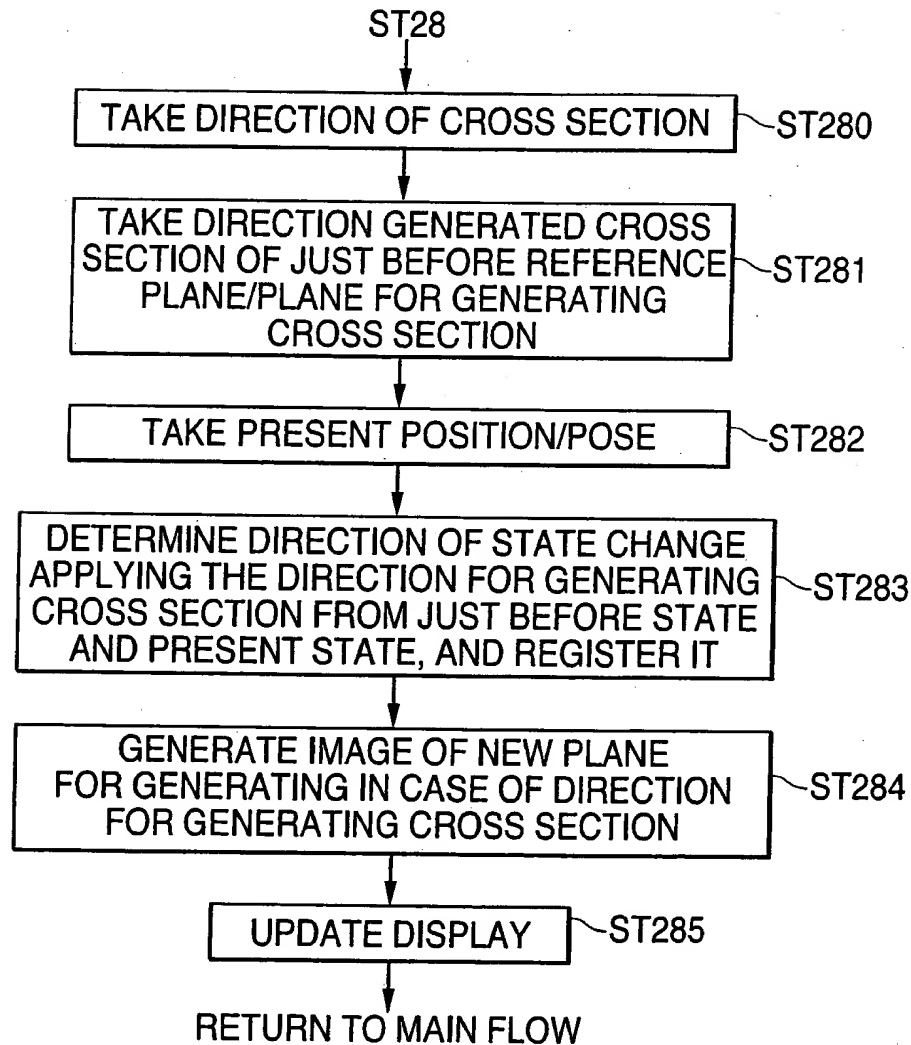 ST28
TAKE DIRECTION OF CROSS SECTION
ST280
TAKE DIRECTION GENERATED CROSS
SECTION OF JUST BEFORE REFERENCE
PLANE/PLANE FOR GENERATING
CROSS SECTION
ST281
TAKE PRESENT POSITION/POSE
ST282
DETERMINE DIRECTION OF STATE CHANGE
APPLYING THE DIRECTION FOR GENERATING
CROSS SECTION FROM JUST BEFORE STATE
AND PRESENT STATE, AND REGISTER IT
ST283
GENERATE IMAGE OF NEW PLANE
FOR GENERATING IN CASE OF DIRECTION
FOR GENERATING CROSS SECTION
ST284
UPDATE DISPLAY
ST285
RETURN TO MAIN FLOW